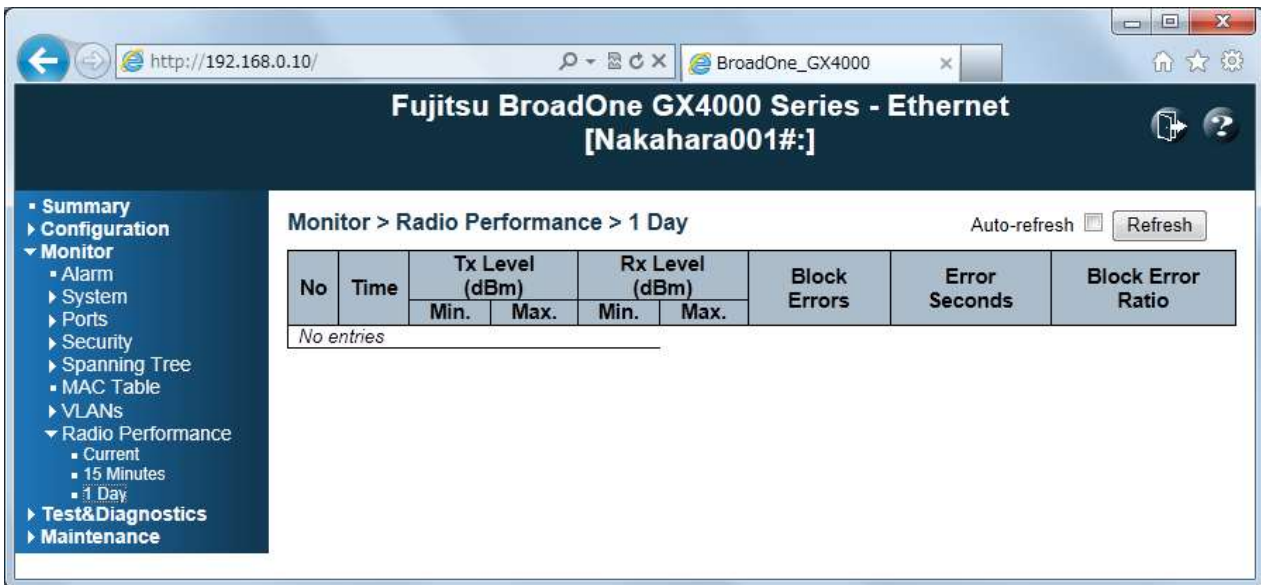 http://192.168.0.10/
BroadOne_GX4000
Fujitsu BroadOne GX4000 Series - Ethernet
[Nakahara001#:]
Summary
Configuration
Monitor
Alarm
System
Ports
Security
Spanning Tree
MAC Table
VLANs
Radio Performance
Current
15 Minutes
1 Day
Test&Diagnostics
Maintenance
Monitor > Radio Performance > 1 Day
Auto-refresh Refresh
No Time Tx Level (dBm) Rx Level (dBm) Block Errors Error Seconds Block Error Ratio
Min. Max. Min. Max.
No entries